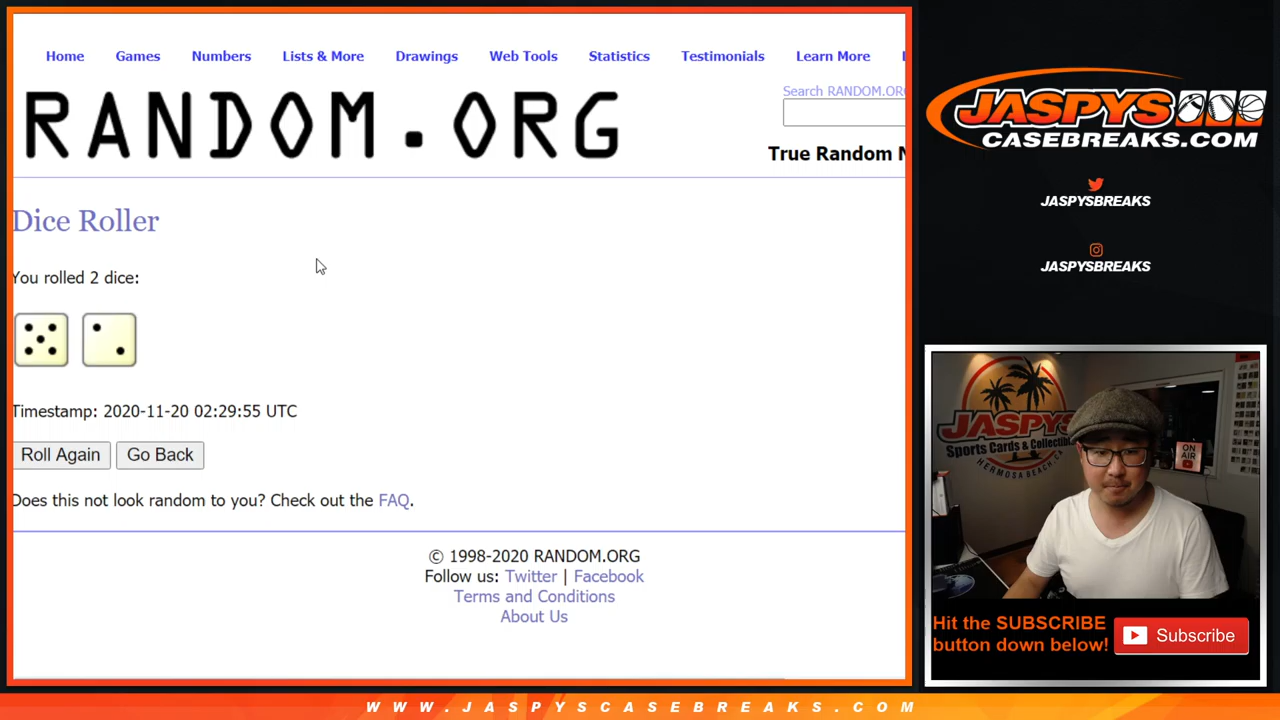 Home Games Numbers Lists & More Drawings Web Tools Statistics Testimonials Learn More
Search RANDOM.ORG
RANDOM.ORG
True Random N
Dice Roller
You rolled 2 dice:
Timestamp: 2020-11-20 02:29:55 UTC
Roll Again Go Back
Does this not look random to you? Check out the FAQ.
© 1998-2020 RANDOM.ORG
Follow us: Twitter | Facebook
Terms and Conditions
About Us
JASPYS
CASEBREAKS.COM
JASPYSBREAKS
JASPYSBREAKS
JASPYS
Sports Cards & Collectibles
HERMOSA BEACH, CA
ON
AIR
Hit the SUBSCRIBE
button down below!
Subscribe
WWW.JASPYSCASEBREAKS.COM